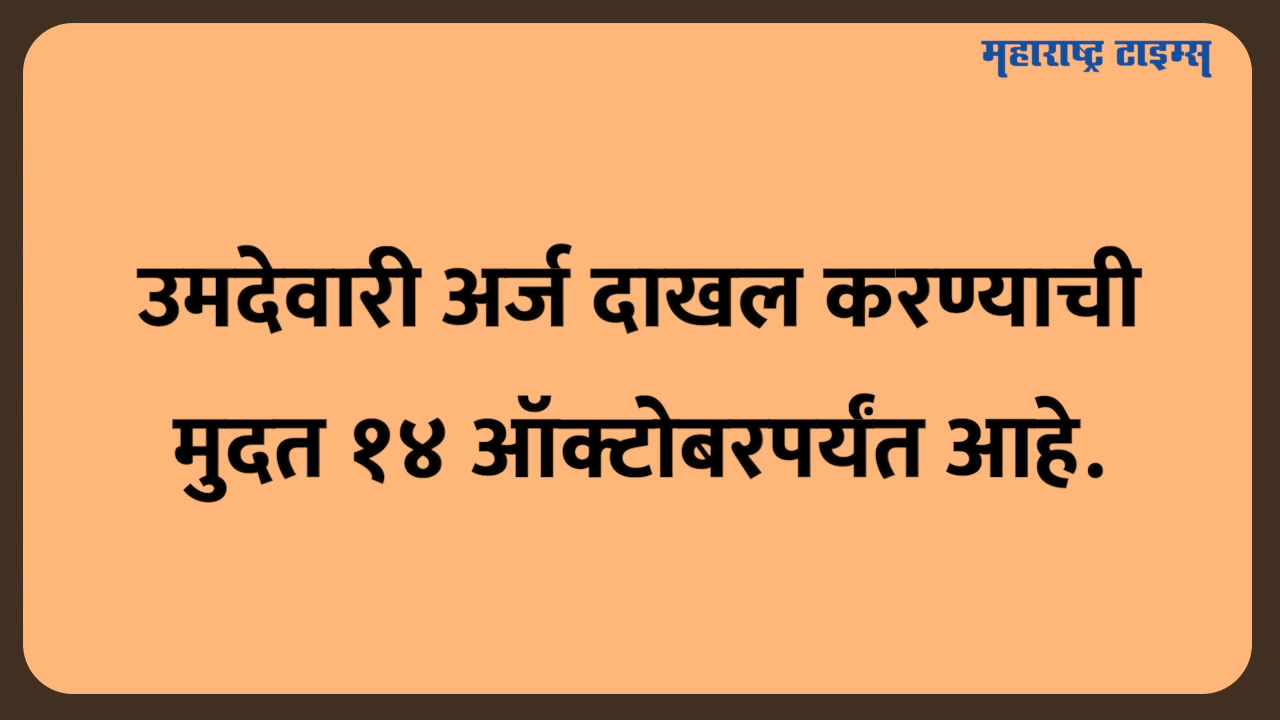 महाराष्ट्र टाइम्स
उमदेवारी अर्ज दाखल करण्याची
मुदत १४ ऑक्टोबरपर्यंत आहे.